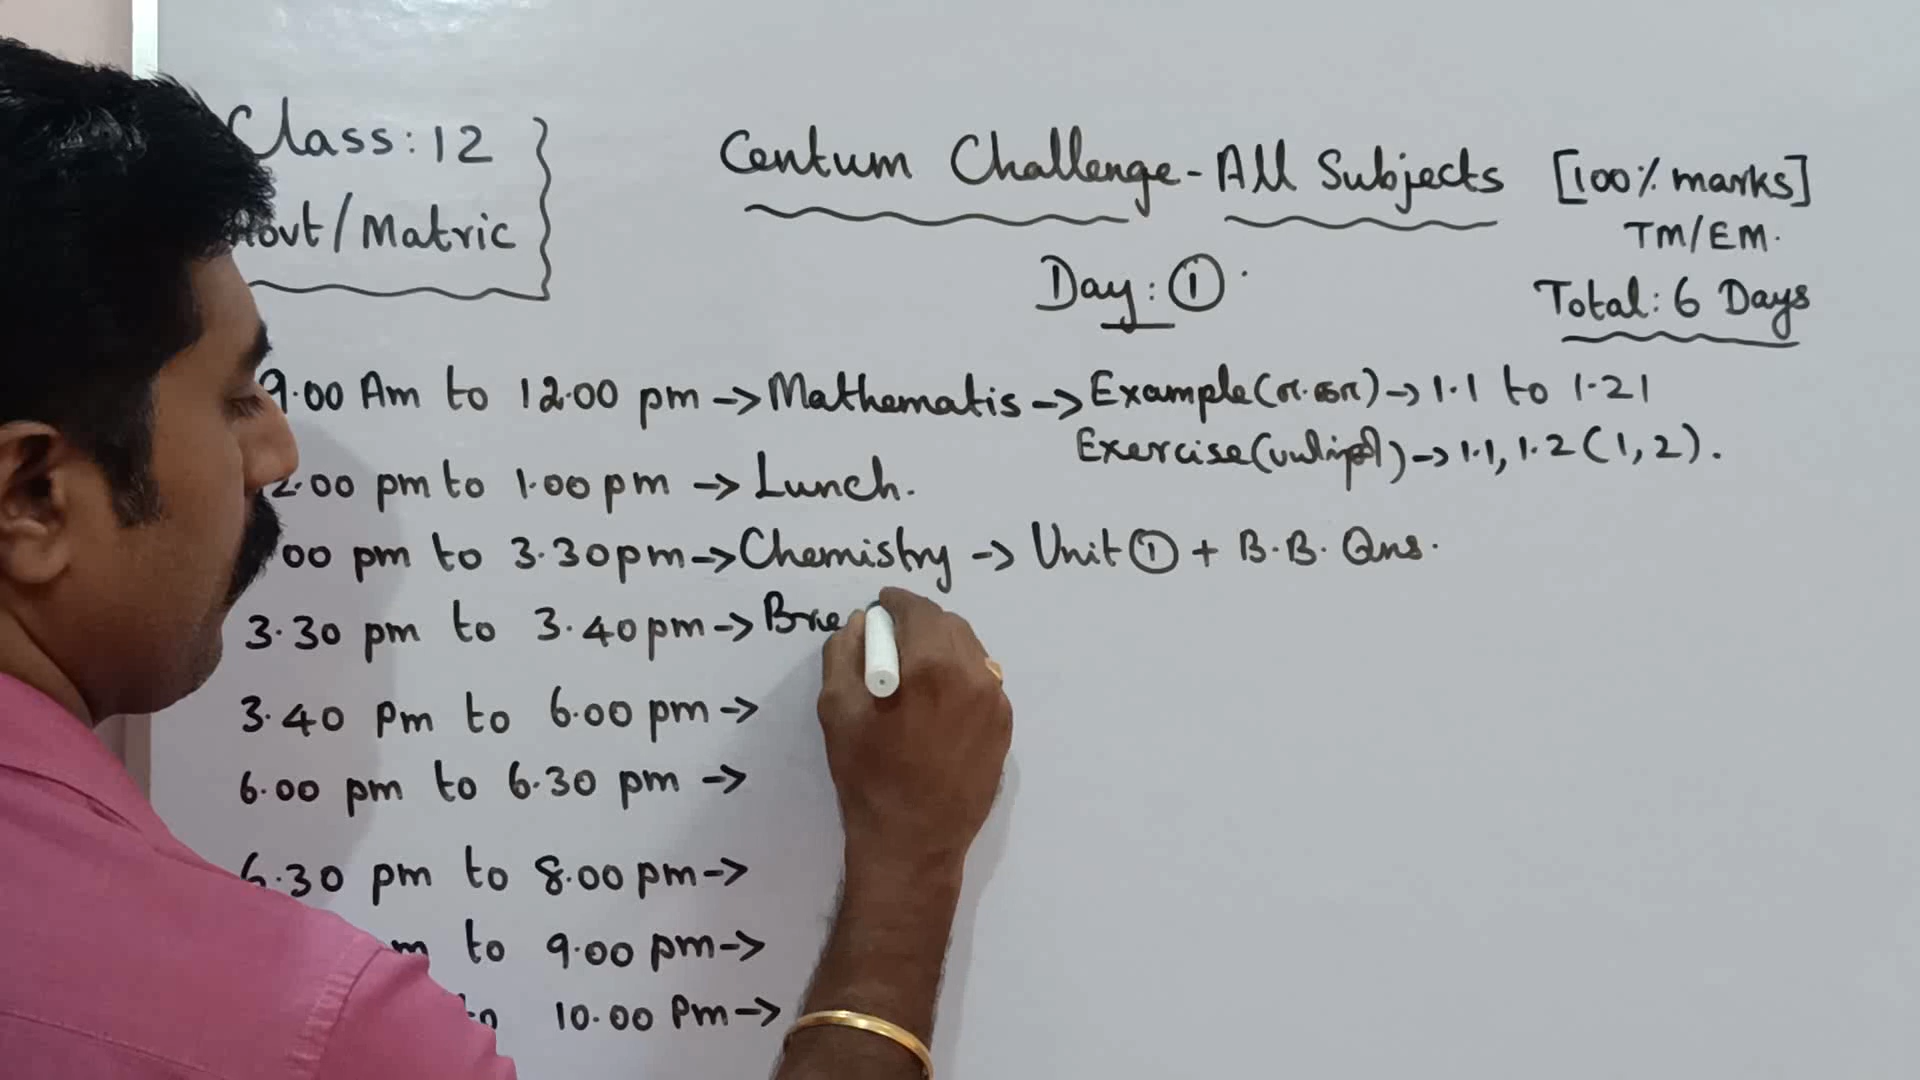 Class:12
Govt/Matric
Centum Challenge-All Subjects [100% marks]
TM/EM.
Day: ① Total: 6 Days
9.00 Am to 12.00 pm -> Mathematis -> Example(எ.கா) -> 1.1 to 1.21
Exercise(பயிற்சி) -> 1.1, 1.2 (1, 2).
2.00 pm to 1.00 pm -> Lunch.
00 pm to 3.30 pm -> Chemistry -> Unit ① + B.B. Qns.
3.30 pm to 3.40 pm -> Bre
3.40 Pm to 6.00 pm ->
6.00 pm to 6.30 pm ->
6.30 pm to 8.00 pm ->
m to 9.00 pm ->
to 10.00 Pm ->